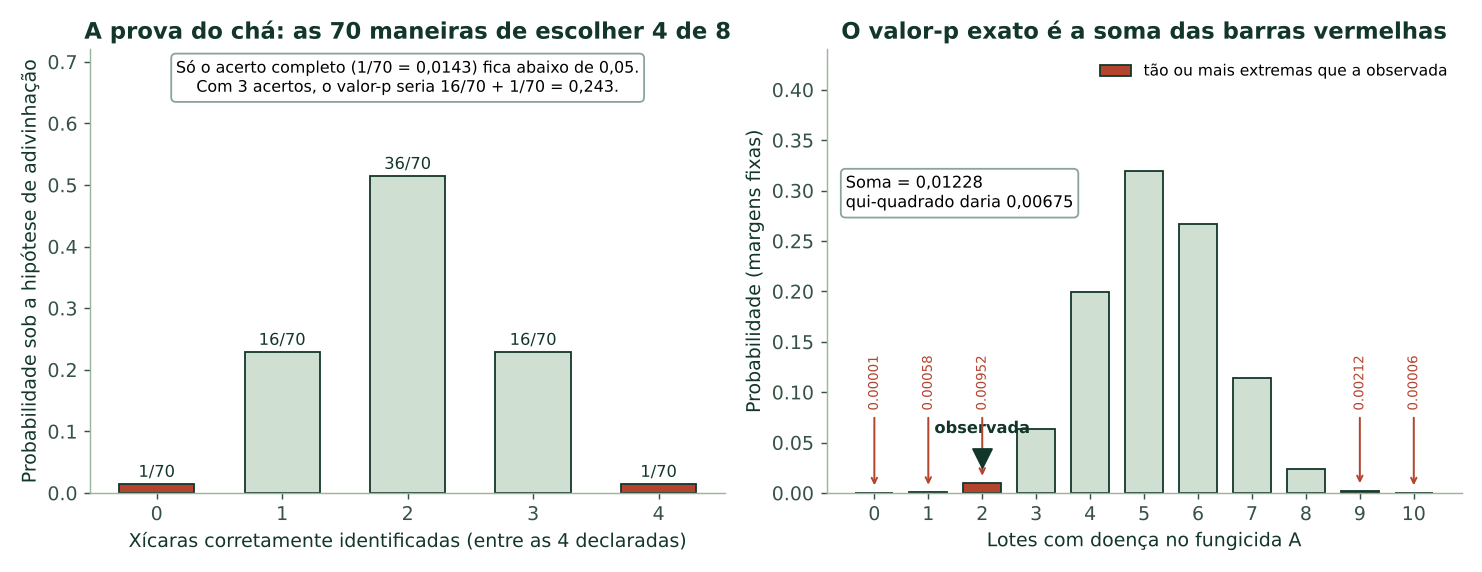 A prova do chá: as 70 maneiras de escolher 4 de 8
Só o acerto completo (1/70 = 0,0143) fica abaixo de 0,05.
Com 3 acertos, o valor-p seria 16/70 + 1/70 = 0,243.
Probabilidade sob a hipótese de adivinhação
0.7
0.6
0.5
0.4
0.3
0.2
0.1
0.0
1/70
16/70
36/70
16/70
1/70
0 1 2 3 4
Xícaras corretamente identificadas (entre as 4 declaradas)
O valor-p exato é a soma das barras vermelhas
tão ou mais extremas que a observada
Soma = 0,01228
qui-quadrado daria 0,00675
Probabilidade (margens fixas)
0.40
0.35
0.30
0.25
0.20
0.15
0.10
0.05
0.00
0.00001
0.00058
0.00952
0.00212
0.00006
observada
0 1 2 3 4 5 6 7 8 9 10
Lotes com doença no fungicida A